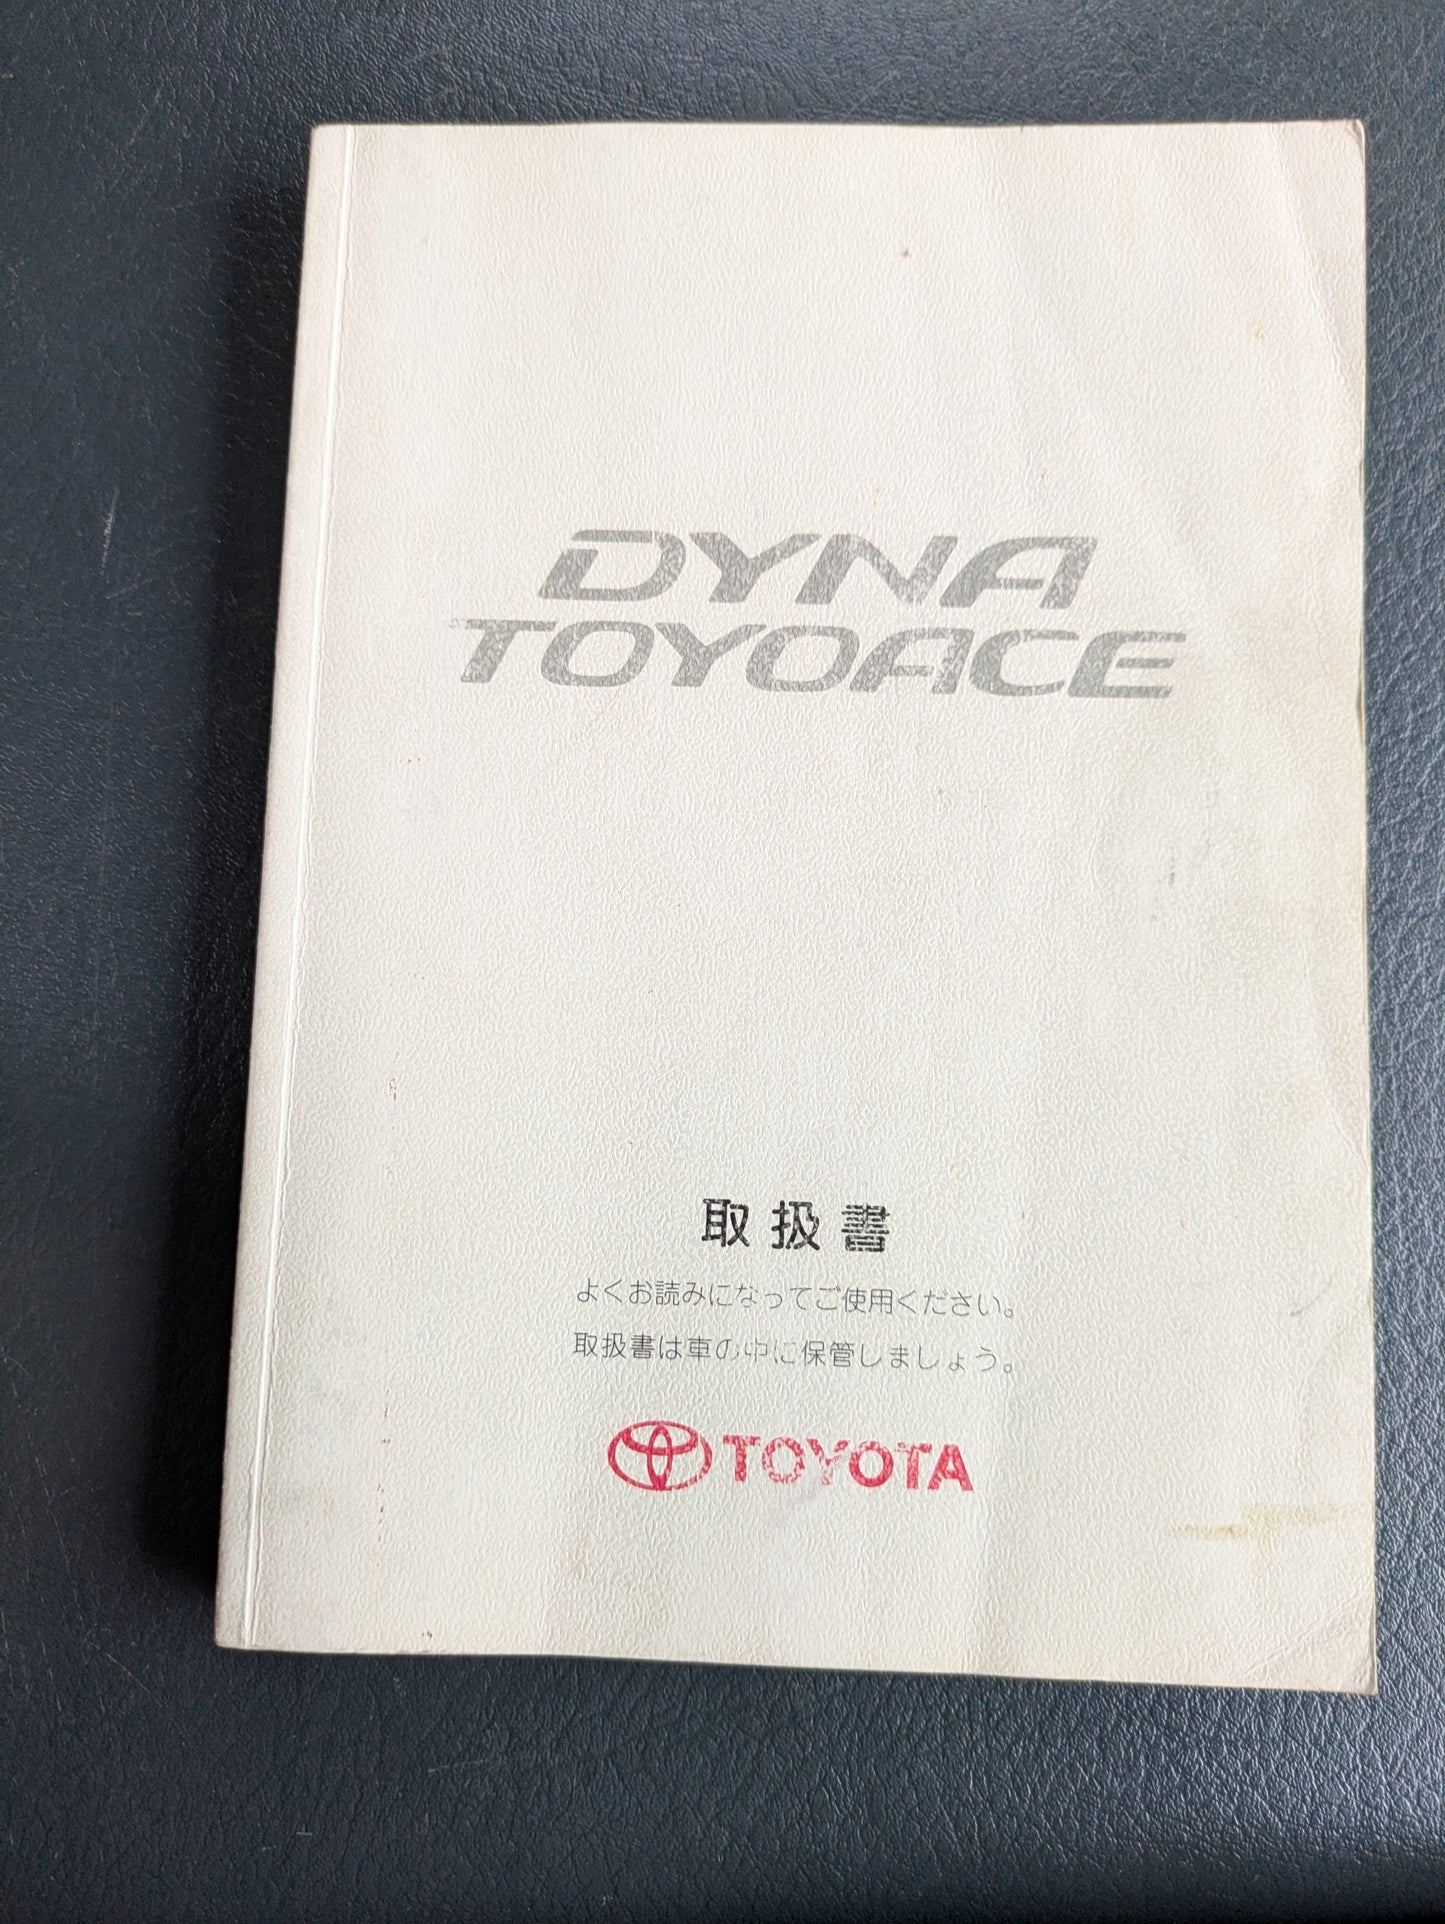 DYNA
TOYOACE
取扱書
よくお読みになってご使用ください。
取扱書は車の中に保管しましょう。
TOYOTA